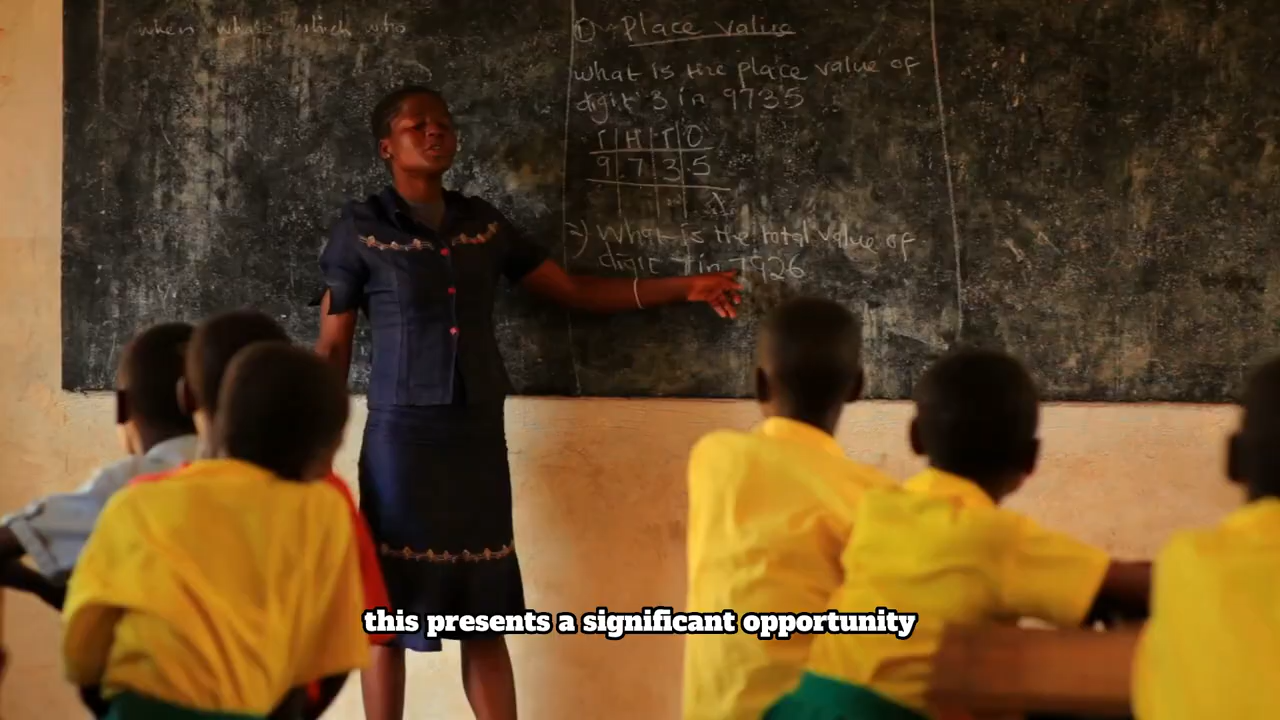 when whose which who
① Place value
what is the place value of
digit 3 in 9735
T H T O
9 7 3 5
2) What is the total value of
digit 7 in 7926
this presents a significant opportunity